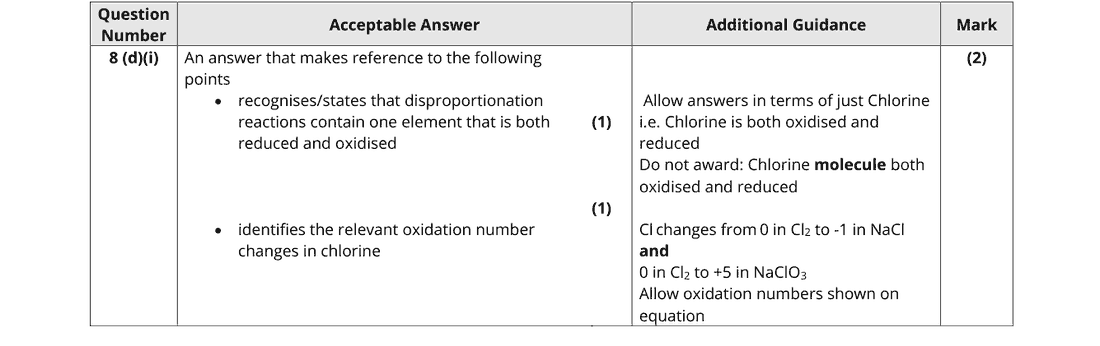 Question
Number
Acceptable Answer
Additional Guidance
Mark
8 (d)(i)
An answer that makes reference to the following
points
• recognises/states that disproportionation
reactions contain one element that is both
reduced and oxidised
(1)
(1)
• identifies the relevant oxidation number
changes in chlorine
Allow answers in terms of just Chlorine
i.e. Chlorine is both oxidised and
reduced
Do not award: Chlorine molecule both
oxidised and reduced
Cl changes from 0 in Cl₂ to -1 in NaCl
and
0 in Cl₂ to +5 in NaClO₃
Allow oxidation numbers shown on
equation
(2)